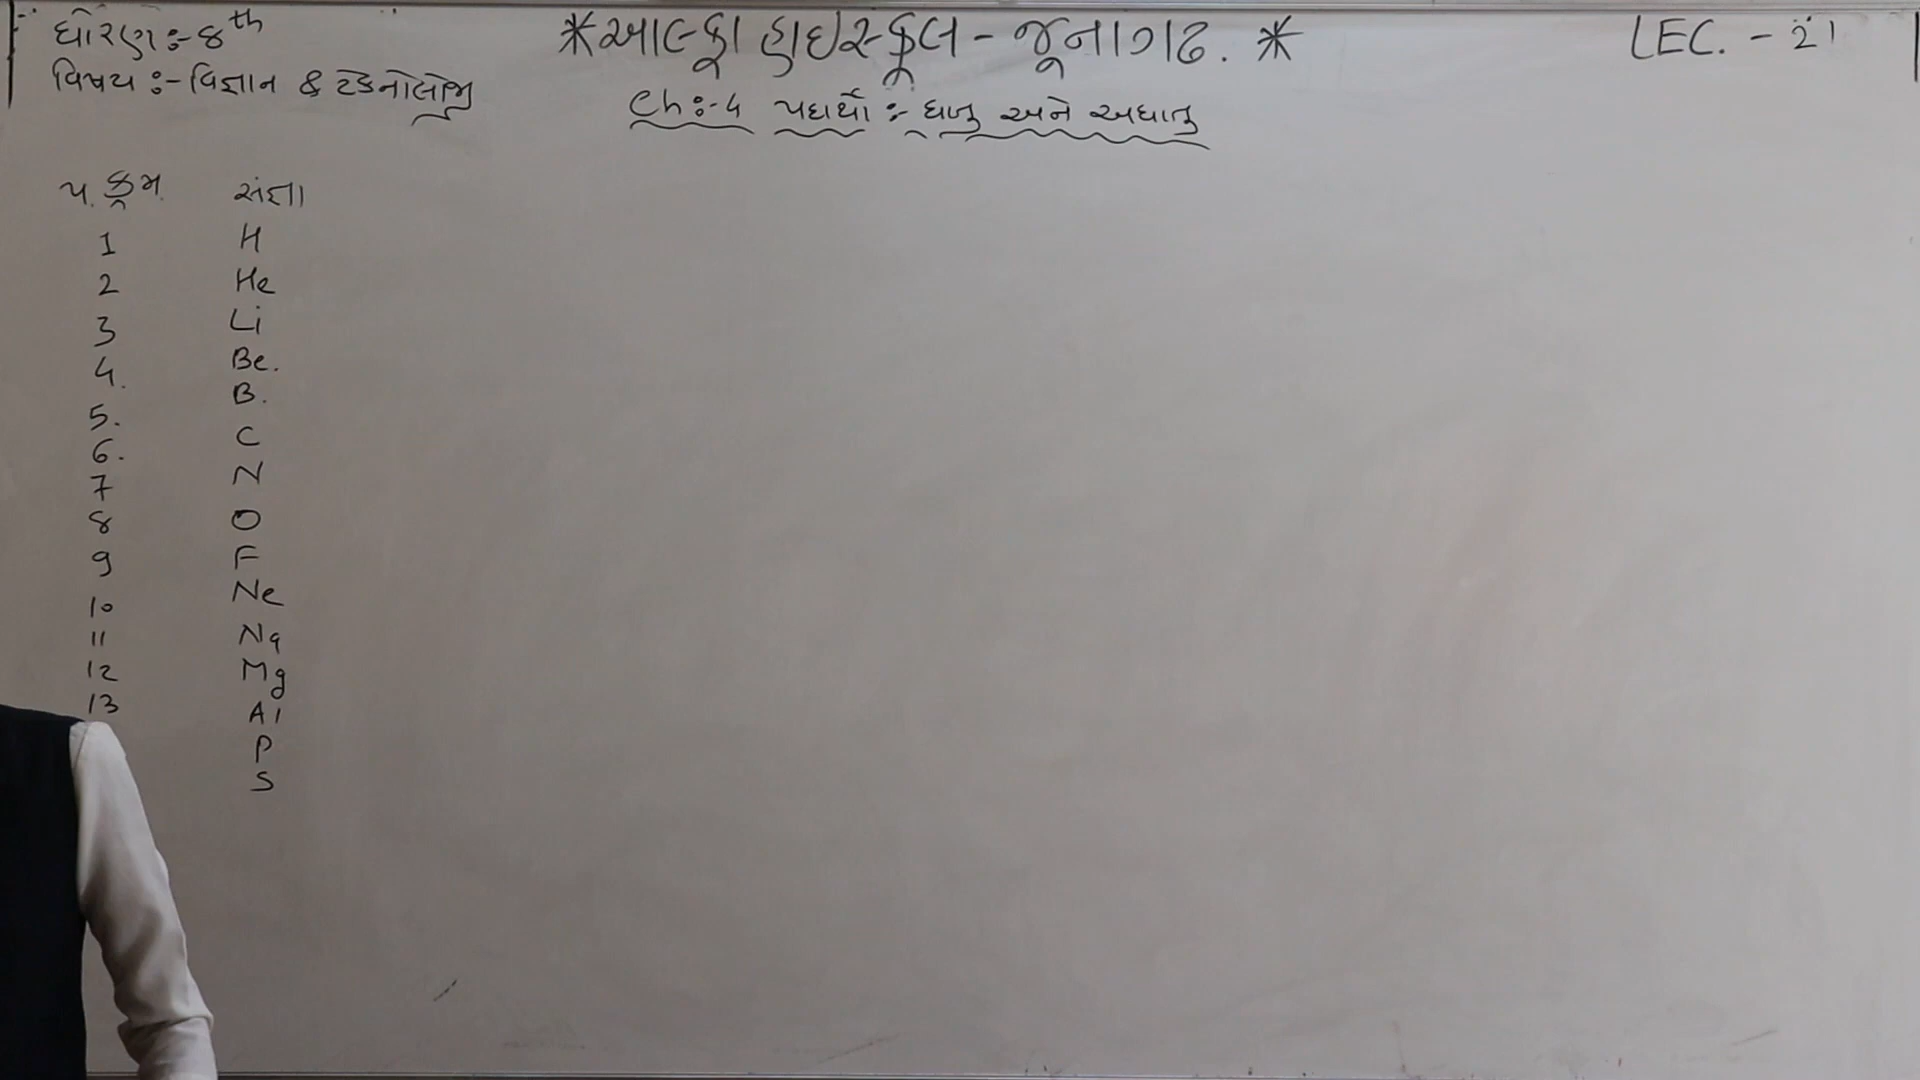 ધોરણ :- 8th
* આલ્ફા હાઇસ્કૂલ - જૂનાગઢ. *
LEC. - 21
વિષય :- વિજ્ઞાન & ટેકનોલોજી
Ch :- 4 પદાર્થો :- ધાતુ અને અધાતુ
પ. ક્રમ. સંજ્ઞા
1 H
2 He
3 Li
4. Be.
5. B.
6. C
7 N
8 O
9 F
10 Ne
11 Na
12 Mg
13 Al
P
S